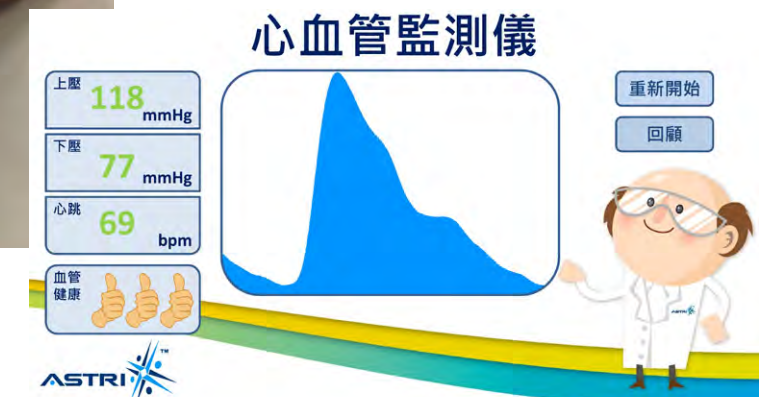 心血管監測儀
上壓
118 mmHg
下壓
77 mmHg
心跳
69 bpm
血管
健康
重新開始
回顧
ASTRI
ASTRI™